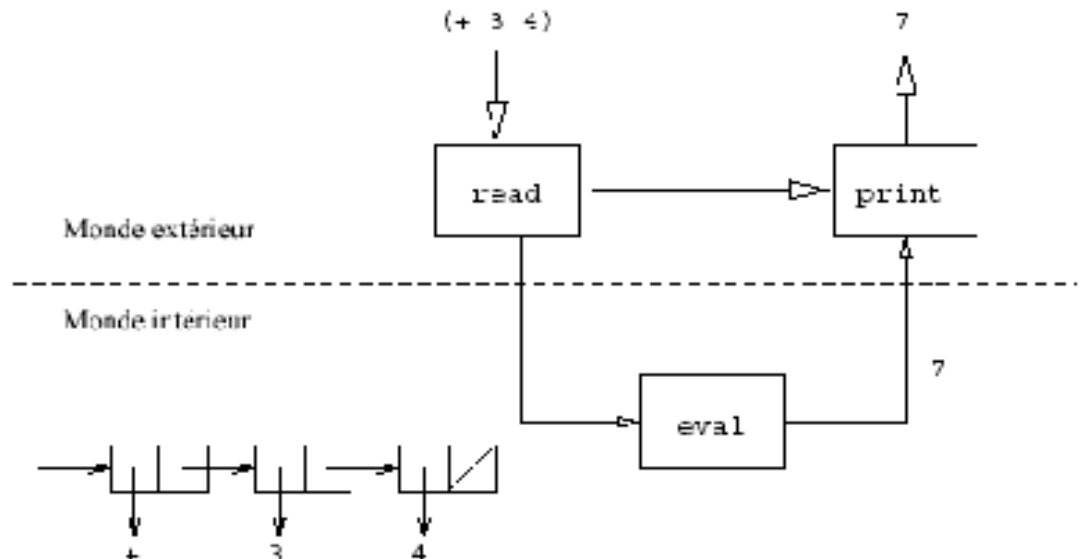 (+ 3 4)
7
read
print
Monde extérieur
Monde intérieur
7
eval
+
3
4